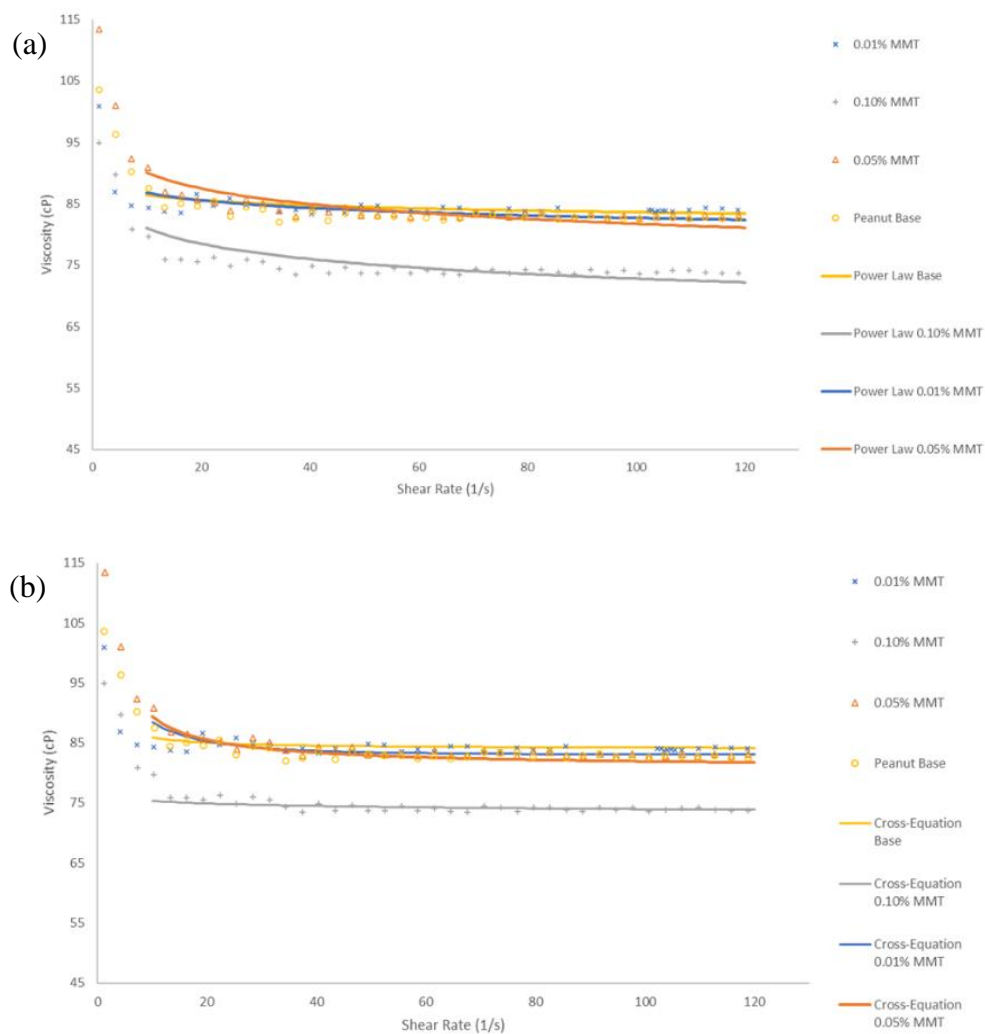 (a)
115
105
95
85
75
65
55
45
Viscosity (cP)
0 20 40 60 80 100 120
Shear Rate (1/s)
0.01% MMT
0.10% MMT
0.05% MMT
Peanut Base
Power Law Base
Power Law 0.10% MMT
Power Law 0.01% MMT
Power Law 0.05% MMT
(b)
115
105
95
85
75
65
55
45
Viscosity (cP)
0 20 40 60 80 100 120
Shear Rate (1/s)
0.01% MMT
0.10% MMT
0.05% MMT
Peanut Base
Cross-Equation
Base
Cross-Equation
0.10% MMT
Cross-Equation
0.01% MMT
Cross-Equation
0.05% MMT